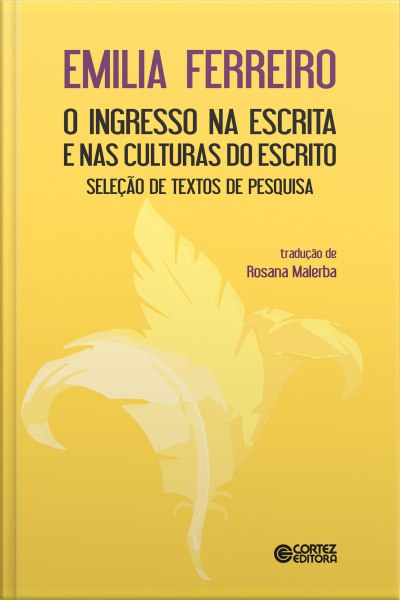 EMILIA FERREIRO
O INGRESSO NA ESCRITA
E NAS CULTURAS DO ESCRITO
SELEÇÃO DE TEXTOS DE PESQUISA
tradução de
Rosana Malerba
CORTEZ
EDITORA